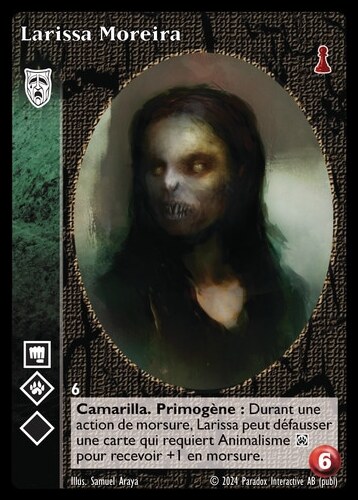 Larissa Moreira
6
Camarilla. Primogène : Durant une
action de morsure, Larissa peut défausser
une carte qui requiert Animalisme
pour recevoir +1 en morsure.
6
Illus. Samuel Araya
© 2024 Paradox Interactive AB (publ)